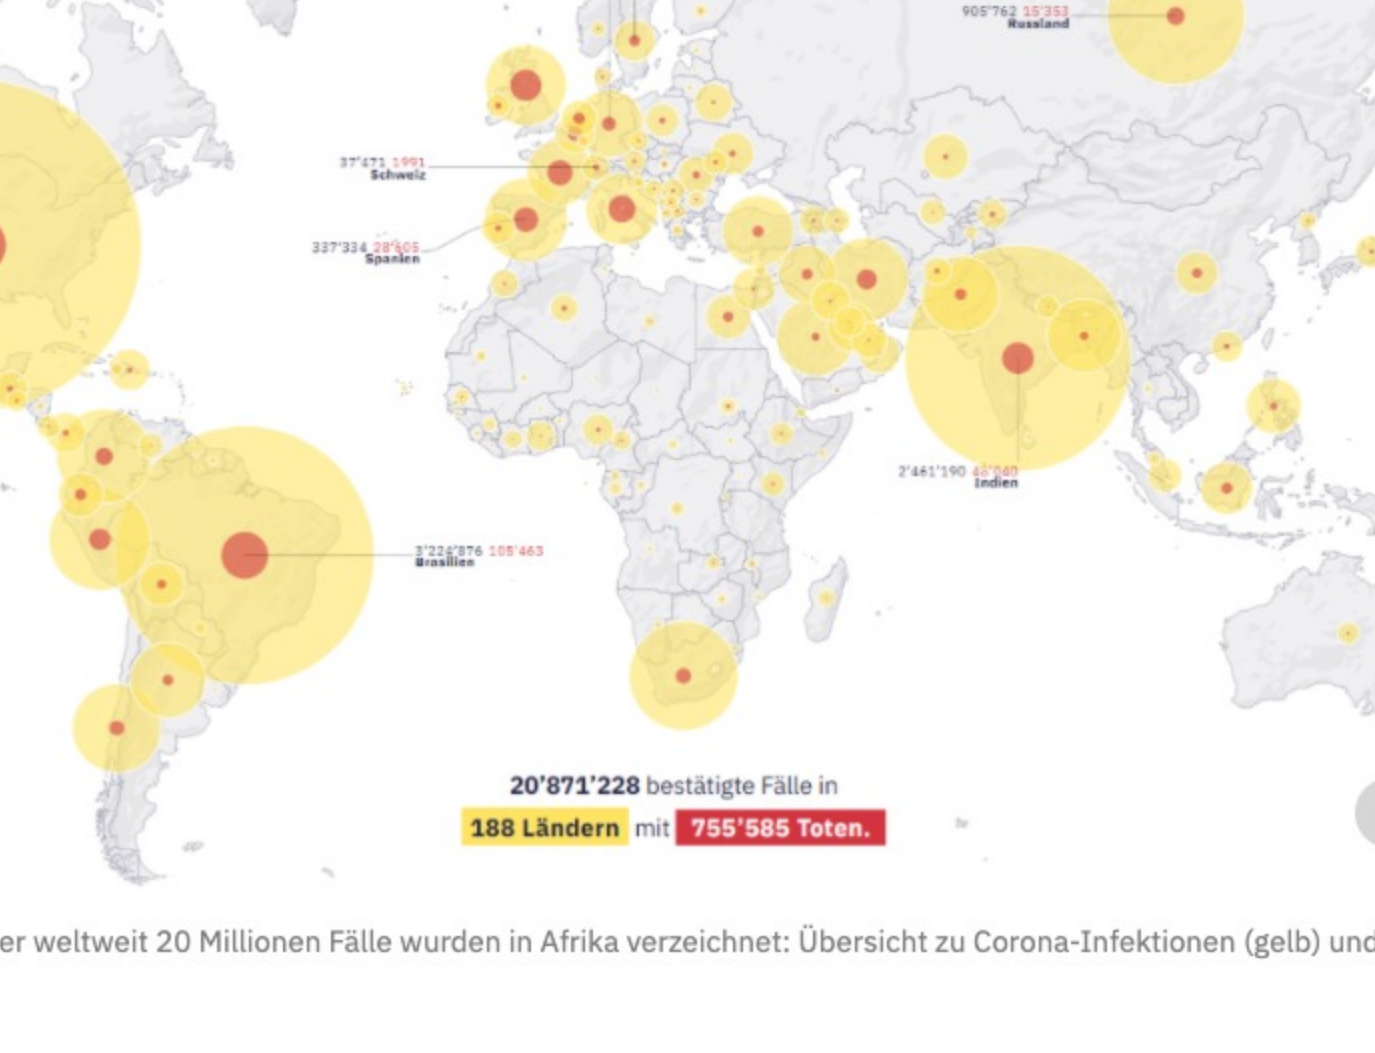 905'762 15'353
Russland
37'471 1991
Schweiz
337'334 28'605
Spanien
2'461'190 48'040
Indien
3'224'876 105'463
Brasilien
20’871’228 bestätigte Fälle in
188 Ländern mit 755’585 Toten.
er weltweit 20 Millionen Fälle wurden in Afrika verzeichnet: Übersicht zu Corona-Infektionen (gelb) und